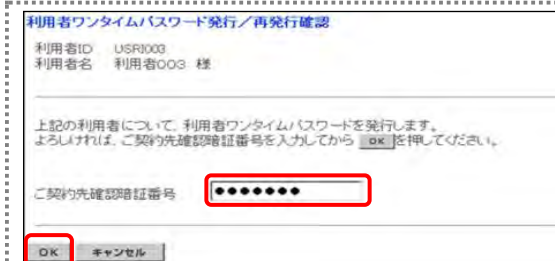 利用者ワンタイムパスワード発行／再発行確認
利用者ID USRI003
利用者名 利用者003 様
上記の利用者について、利用者ワンタイムパスワードを発行します。
よろしければ、ご契約先確認暗証番号を入力してから OK を押してください。
ご契約先確認暗証番号 ●●●●●●●
OK キャンセル